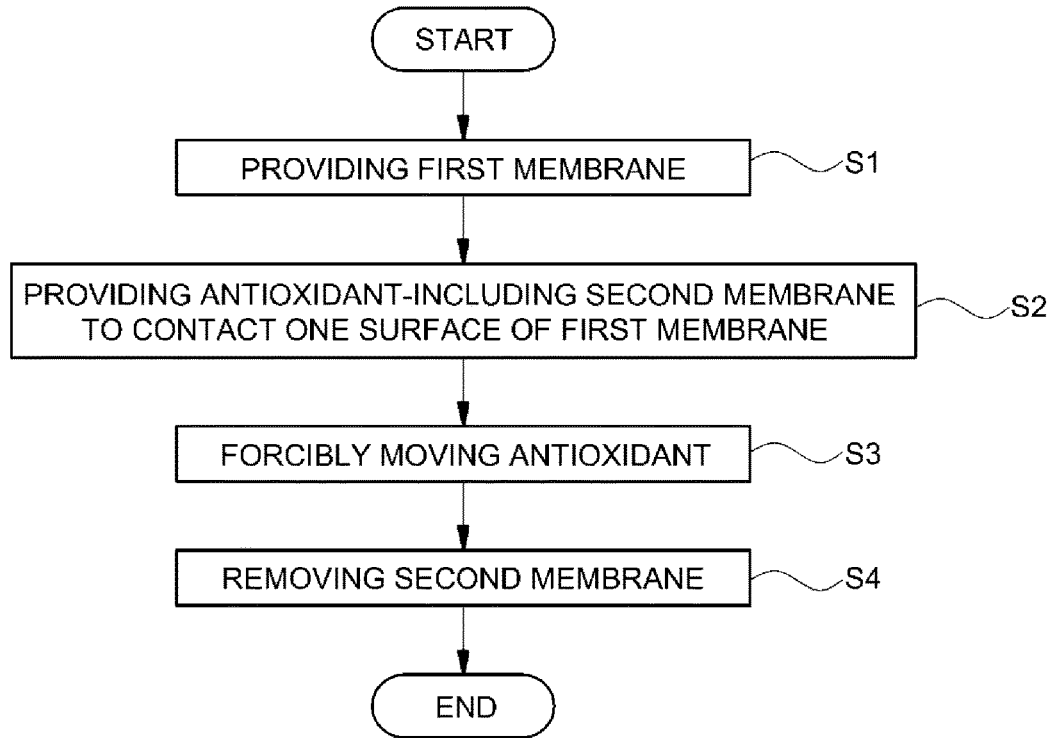 START
PROVIDING FIRST MEMBRANE
S1
PROVIDING ANTIOXIDANT-INCLUDING SECOND MEMBRANE
TO CONTACT ONE SURFACE OF FIRST MEMBRANE
S2
FORCIBLY MOVING ANTIOXIDANT
S3
REMOVING SECOND MEMBRANE
S4
END